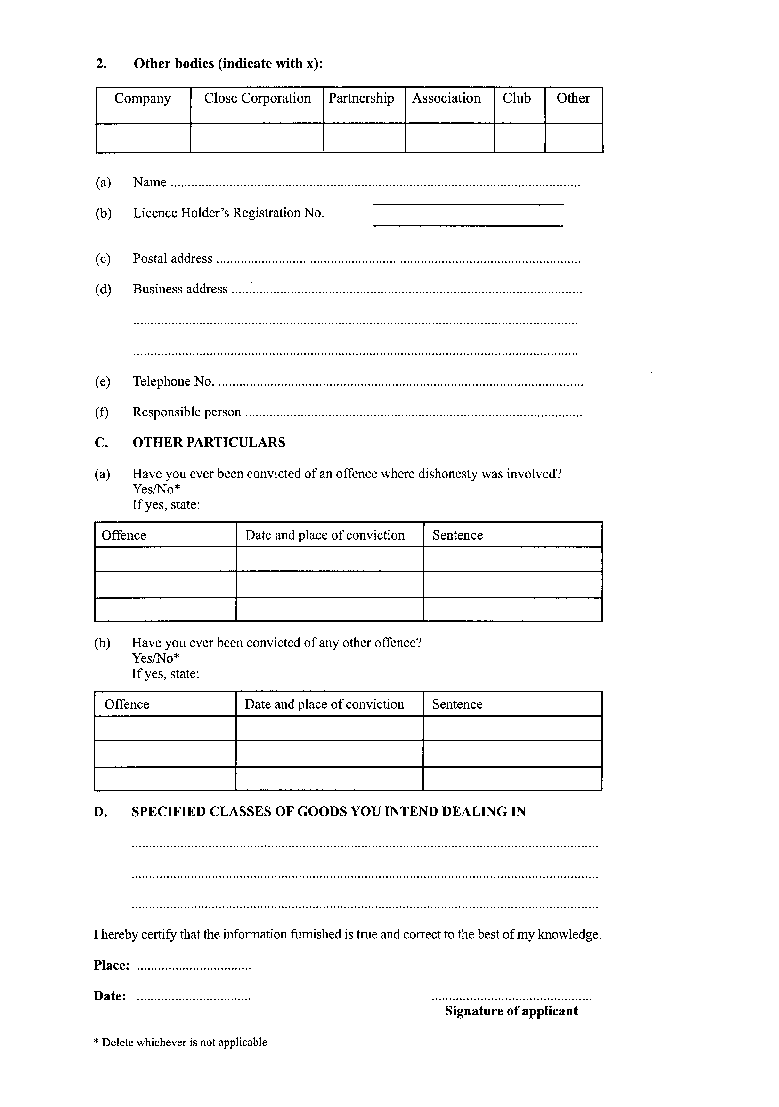 2. Other bodies (indicate with x):
Company Close Corporation Partnership Association Club Other
(a) Name ........................................................................
(b) Licence Holder's Registration No.
(c) Postal address ........................................................................
(d) Business address ........................................................................
........................................................................
........................................................................
(e) Telephone No. ........................................................................
(f) Responsible person ........................................................................
C. OTHER PARTICULARS
(a) Have you ever been convicted of an offence where dishonesty was involved?
Yes/No*
If yes, state:
Offence Date and place of conviction Sentence
(b) Have you ever been convicted of any other offence?
Yes/No*
If yes, state:
Offence Date and place of conviction Sentence
D. SPECIFIED CLASSES OF GOODS YOU INTEND DEALING IN
........................................................................
........................................................................
........................................................................
I hereby certify that the information furnished is true and correct to the best of my knowledge.
Place: .................................
Date: .................................
Signature of applicant
* Delete whichever is not applicable